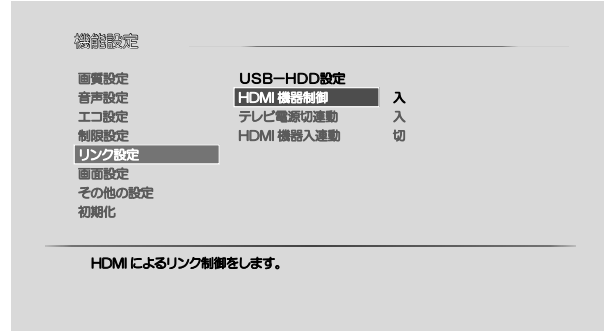 機能設定
画質設定
音声設定
エコ設定
制限設定
リンク設定
画面設定
その他の設定
初期化
USB−HDD設定
HDMI 機器制御 入
テレビ電源切連動 入
HDMI 機器入連動 切
HDMI によるリンク制御をします。